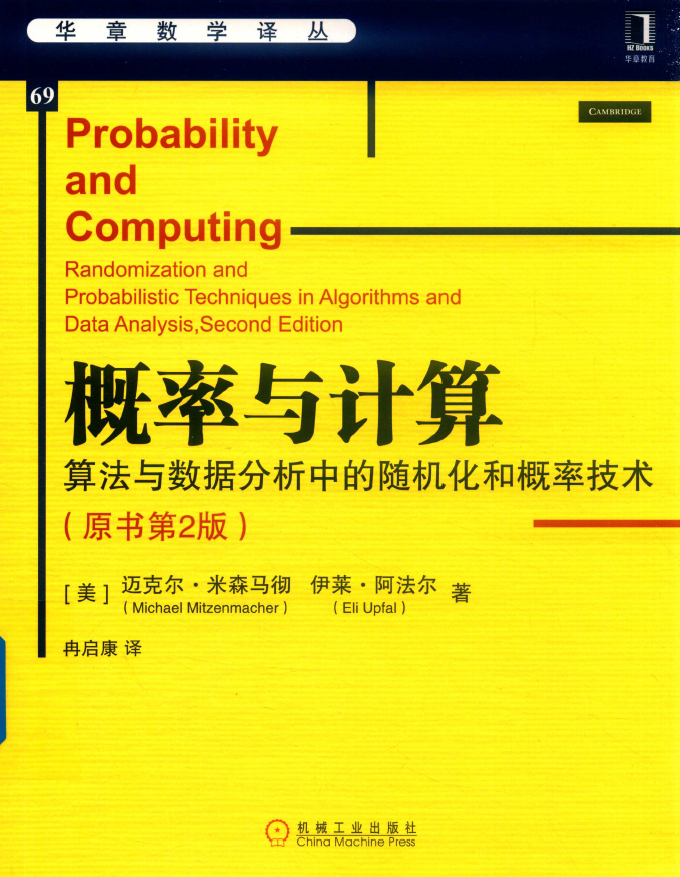 华章数学译丛
HZ BOOKS
华章教育
69
CAMBRIDGE
Probability
and
Computing
Randomization and
Probabilistic Techniques in Algorithms and
Data Analysis,Second Edition
概率与计算
算法与数据分析中的随机化和概率技术
(原书第2版)
[美] 迈克尔·米森马彻 伊莱·阿法尔 著
(Michael Mitzenmacher) (Eli Upfal)
冉启康 译
机械工业出版社
China Machine Press